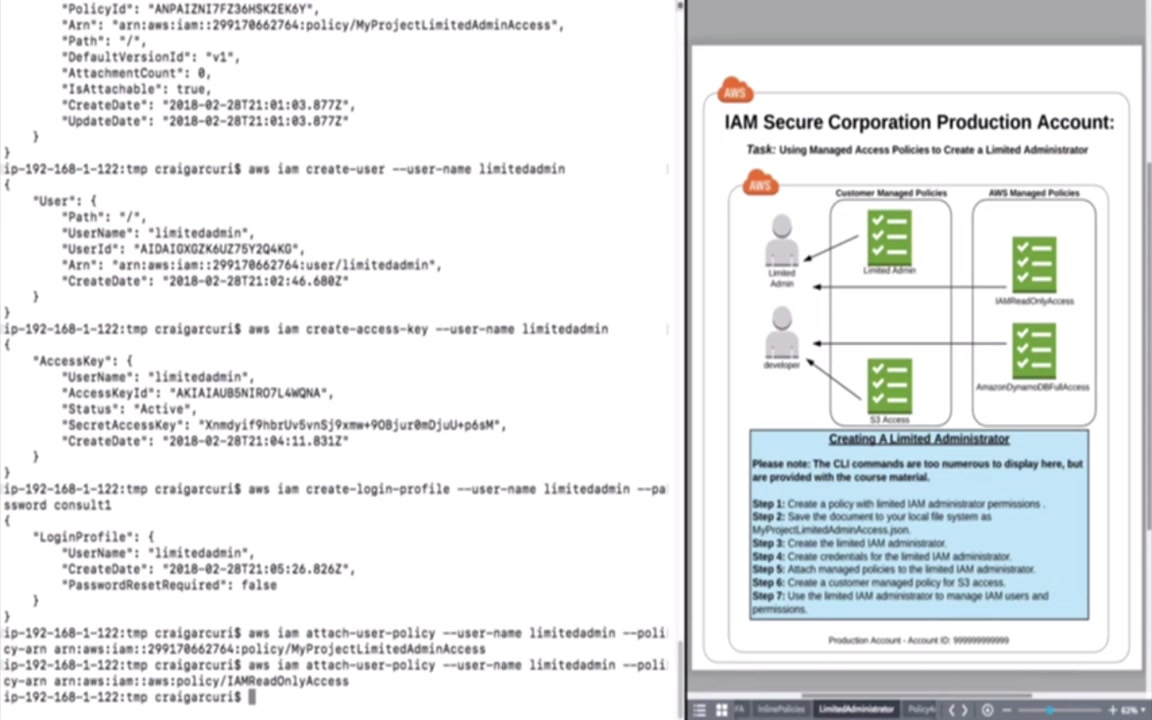 "PolicyId": "ANPAIZNI7FZ36HSK2EK6Y",
"Arn": "arn:aws:iam::299170662764:policy/MyProjectLimitedAdminAccess",
"Path": "/",
"DefaultVersionId": "v1",
"AttachmentCount": 0,
"IsAttachable": true,
"CreateDate": "2018-02-28T21:01:03.877Z",
"UpdateDate": "2018-02-28T21:01:03.877Z"
}
}
ip-192-168-1-122:tmp craigarcuri$ aws iam create-user --user-name limitedadmin
{
"User": {
"Path": "/",
"UserName": "limitedadmin",
"UserId": "AIDAIGXGZK6UZ75Y2Q4KG",
"Arn": "arn:aws:iam::299170662764:user/limitedadmin",
"CreateDate": "2018-02-28T21:02:46.680Z"
}
}
ip-192-168-1-122:tmp craigarcuri$ aws iam create-access-key --user-name limitedadmin
{
"AccessKey": {
"UserName": "limitedadmin",
"AccessKeyId": "AKIAIAUB5NIRO7L4WQNA",
"Status": "Active",
"SecretAccessKey": "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",
"CreateDate": "2018-02-28T21:04:11.831Z"
}
}
ip-192-168-1-122:tmp craigarcuri$ aws iam create-login-profile --user-name limitedadmin --pa
ssword consult1
{
"LoginProfile": {
"UserName": "limitedadmin",
"CreateDate": "2018-02-28T21:05:26.826Z",
"PasswordResetRequired": false
}
}
ip-192-168-1-122:tmp craigarcuri$ aws iam attach-user-policy --user-name limitedadmin --poli
cy-arn arn:aws:iam::299170662764:policy/MyProjectLimitedAdminAccess
ip-192-168-1-122:tmp craigarcuri$ aws iam attach-user-policy --user-name limitedadmin --poli
cy-arn arn:aws:iam::aws:policy/IAMReadOnlyAccess
ip-192-168-1-122:tmp craigarcuri$
AWS
IAM Secure Corporation Production Account:
Task: Using Managed Access Policies to Create a Limited Administrator
AWS
Customer Managed Policies
AWS Managed Policies
Limited
Admin
Limited Admin
IAMReadOnlyAccess
developer
S3 Access
AmazonDynamoDBFullAccess
Creating A Limited Administrator
Please note: The CLI commands are too numerous to display here, but
are provided with the course material.
Step 1: Create a policy with limited IAM administrator permissions .
Step 2: Save the document to your local file system as
MyProjectLimitedAdminAccess.json.
Step 3: Create the limited IAM administrator.
Step 4: Create credentials for the limited IAM administrator.
Step 5: Attach managed policies to the limited IAM administrator.
Step 6: Create a customer managed policy for S3 access.
Step 7: Use the limited IAM administrator to manage IAM users and
permissions.
Production Account - Account ID: 999999999999
InlinePolicies LimitedAdministrator 62%